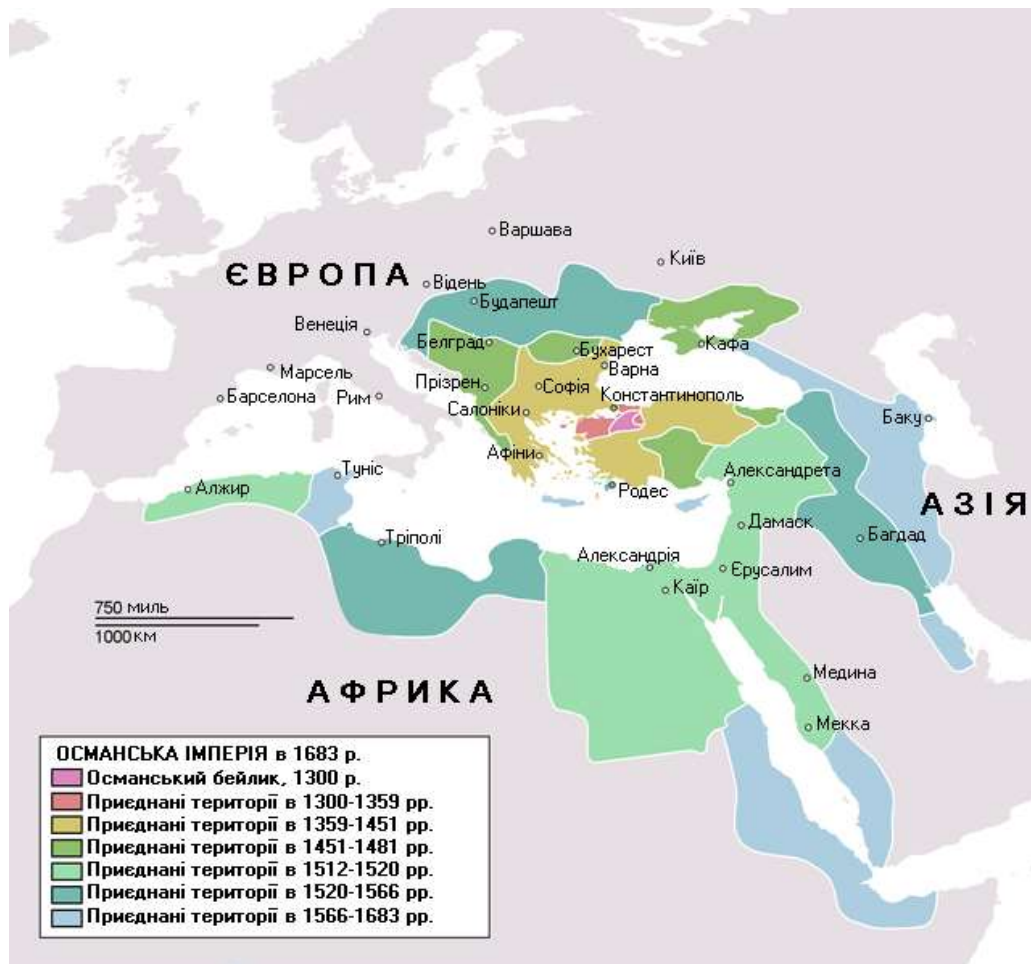 Варшава
Київ
ЄВРОПА
Відень
Будапешт
Венеція
Белград
Бухарест
Кафа
Варна
Марсель
Прізрен
Софія
Константинополь
Барселона
Рим
Салоніки
Баку
Афіни
Туніс
Александрета
Алжир
Родес
АЗІЯ
Дамаск
Тріполі
Багдад
Александрія
Єрусалим
Каїр
750 миль
1000 км
Медина
АФРИКА
Мекка
ОСМАНСЬКА ІМПЕРІЯ в 1683 р.
Османський бейлик, 1300 р.
Приєднані території в 1300-1359 рр.
Приєднані території в 1359-1451 рр.
Приєднані території в 1451-1481 рр.
Приєднані території в 1512-1520 рр.
Приєднані території в 1520-1566 рр.
Приєднані території в 1566-1683 рр.